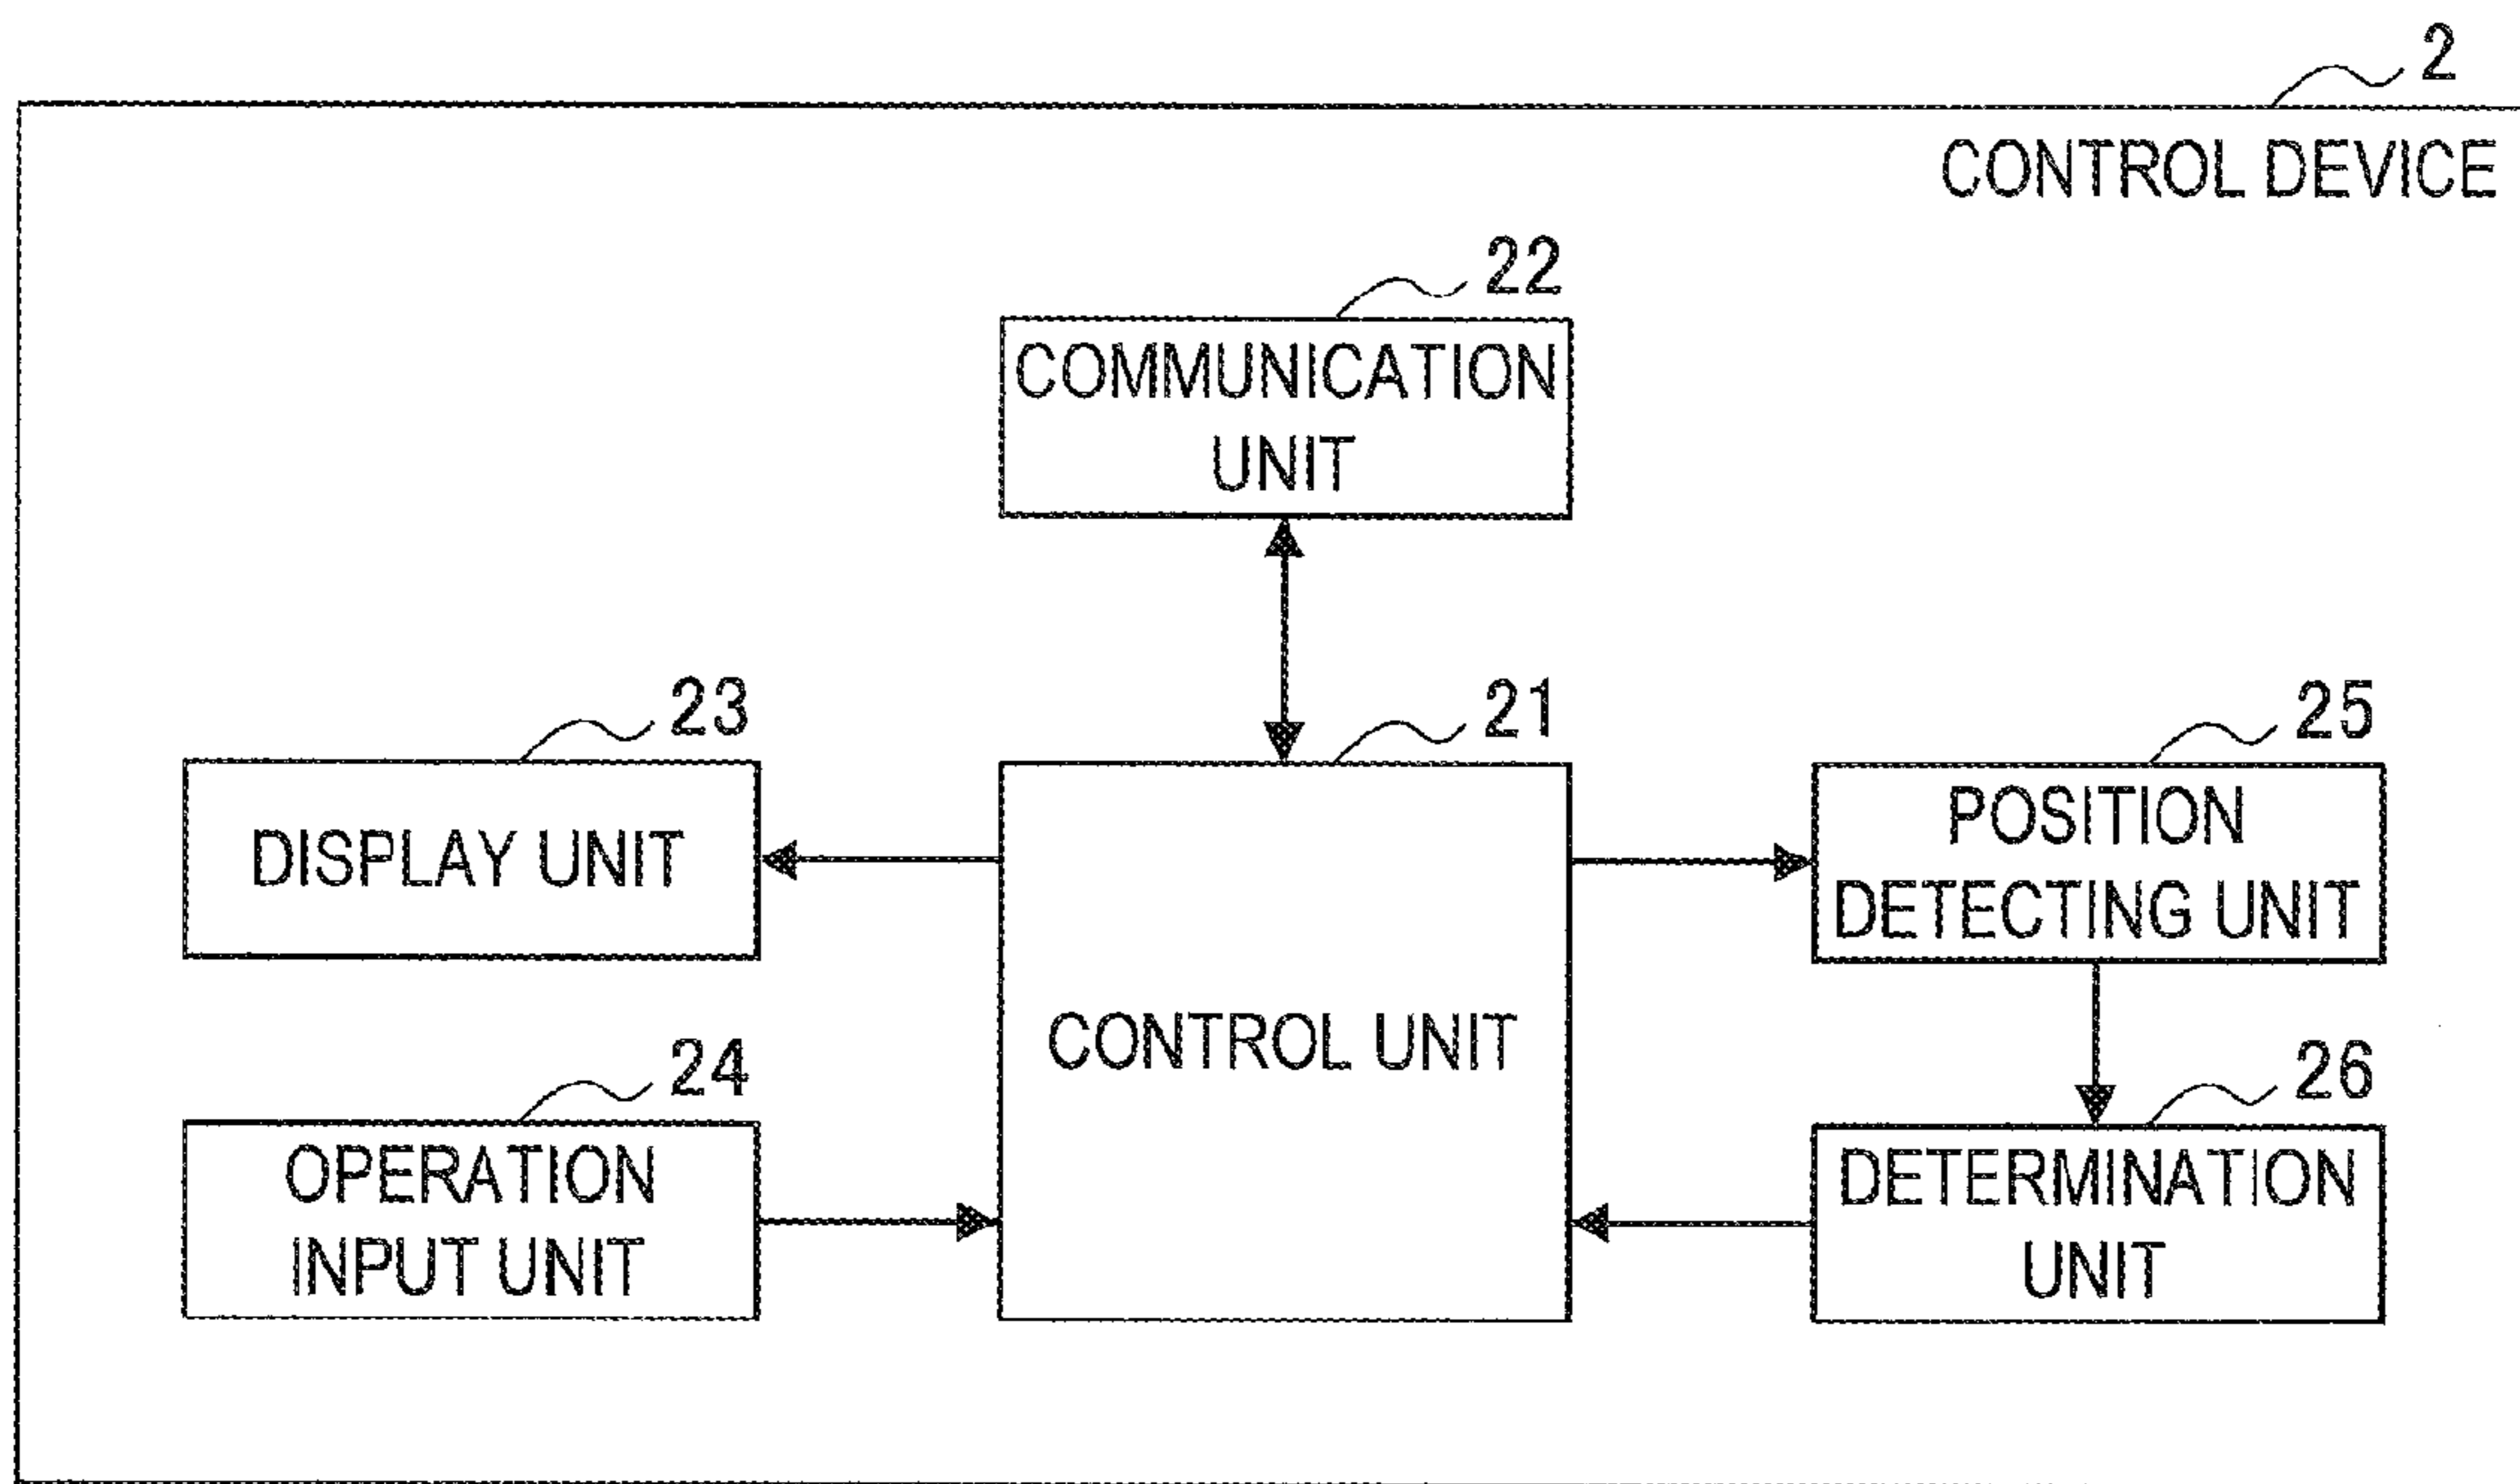 2
CONTROL DEVICE
22
COMMUNICATION
UNIT
23
DISPLAY UNIT
21
CONTROL UNIT
25
POSITION
DETECTING UNIT
24
OPERATION
INPUT UNIT
26
DETERMINATION
UNIT